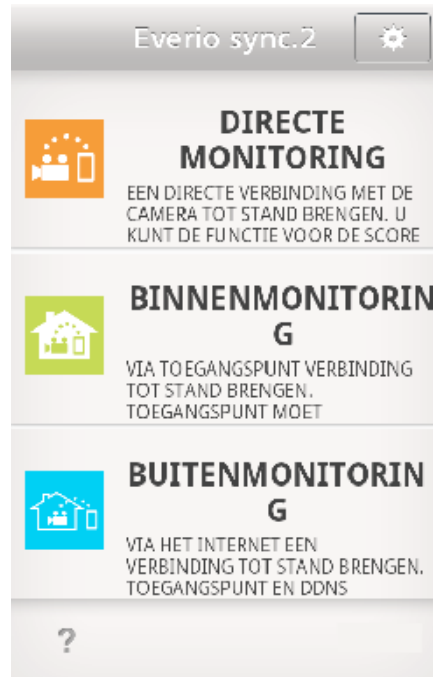 Everio sync.2
DIRECTE
MONITORING
EEN DIRECTE VERBINDING MET DE
CAMERA TOT STAND BRENGEN. U
KUNT DE FUNCTIE VOOR DE SCORE
BINNENMONITORIN
G
VIA TOEGANGSPUNT VERBINDING
TOT STAND BRENGEN.
TOEGANGSPUNT MOET
BUITENMONITORIN
G
VIA HET INTERNET EEN
VERBINDING TOT STAND BRENGEN.
TOEGANGSPUNT EN DDNS
?